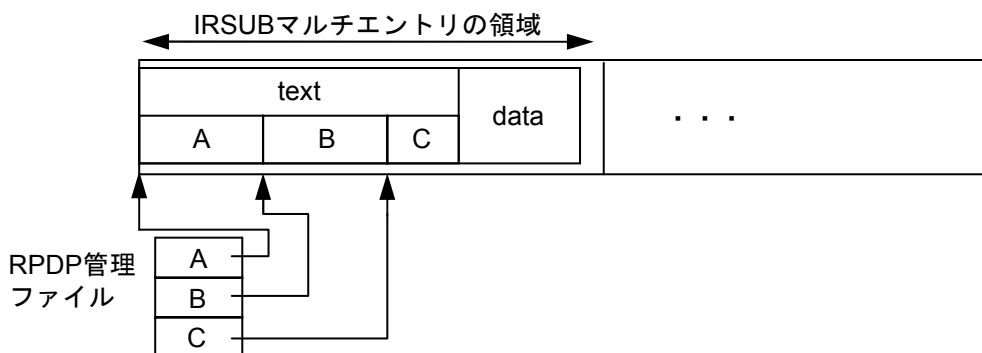 IRSUBマルチエントリの領域
text
data
・・・
A B C
RPDP管理
ファイル
A
B
C